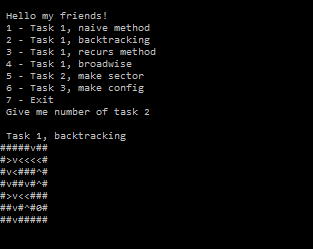 Hello my friends!
1 - Task 1, naive method
2 - Task 1, backtracking
3 - Task 1, recurs method
4 - Task 1, broadwise
5 - Task 2, make sector
6 - Task 3, make config
7 - Exit
Give me number of task 2
Task 1, backtracking
#####v##
#>v<<<<#
#v<###^#
#v##v#^#
#>v<<###
##v#^#0#
##v#####